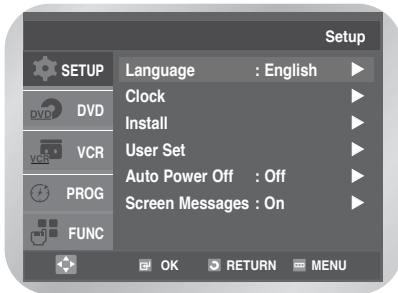 Setup
SETUP
Language : English
Clock
DVD DVD
Install
VCR VCR
User Set
Auto Power Off : Off
PROG
Screen Messages : On
FUNC
OK RETURN MENU